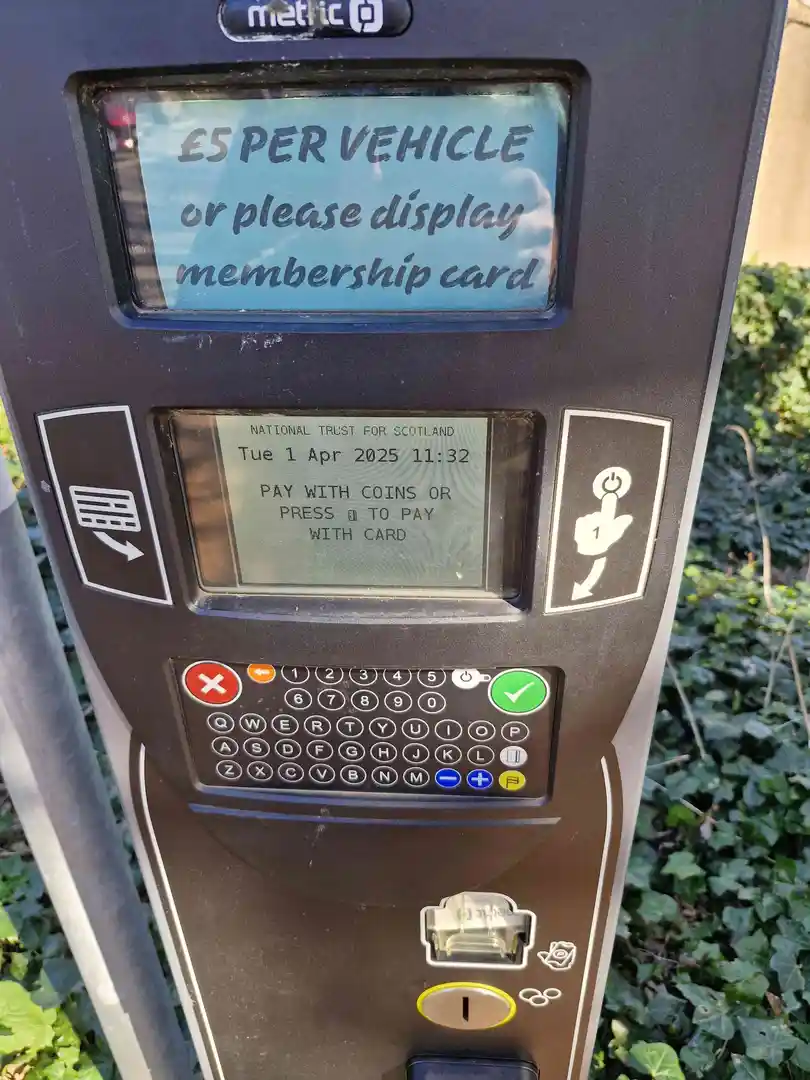 metric
£5 PER VEHICLE
or please display
membership card
NATIONAL TRUST FOR SCOTLAND
Tue 1 Apr 2025 11:32
PAY WITH COINS OR
PRESS TO PAY
WITH CARD
1
1 2 3 4 5
6 7 8 9 0
Q W E R T Y U I O P
A S D F G H J K L
Z X C V B N M - +